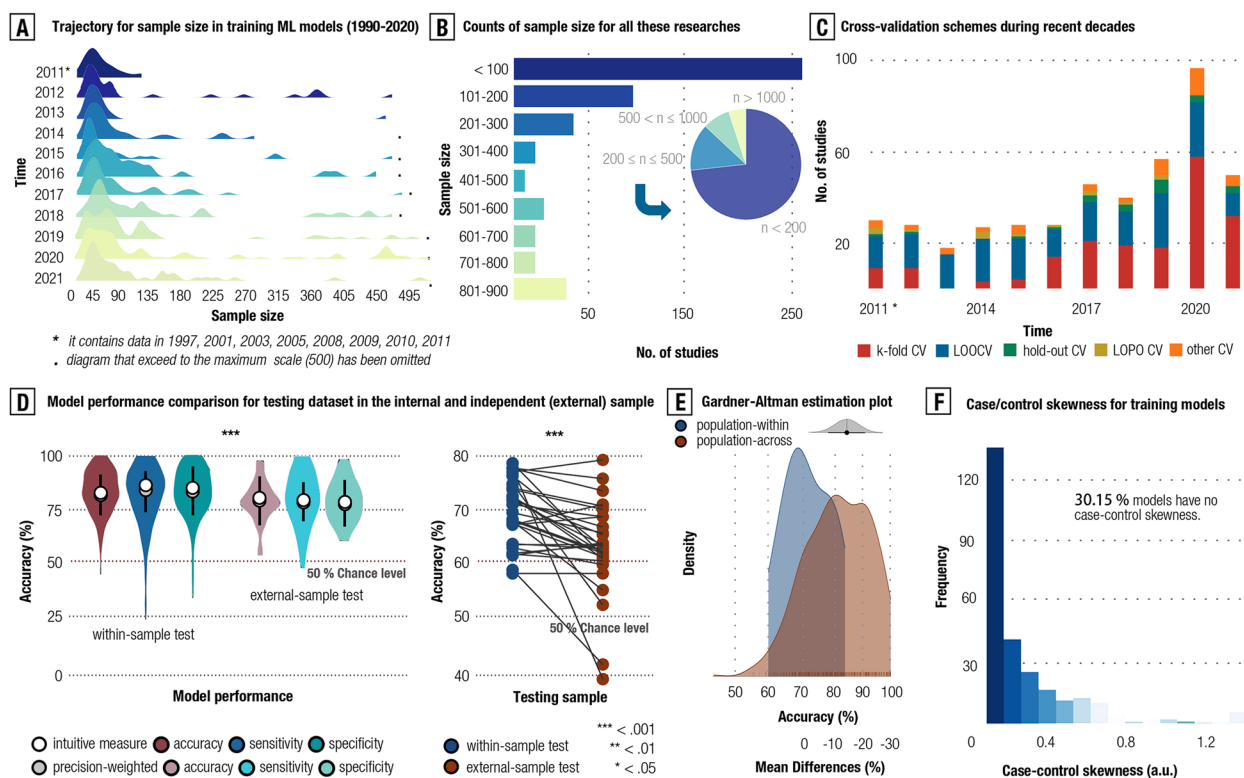 A Trajectory for sample size in training ML models (1990-2020)
Time
2011*
2012
2013
2014
2015
2016
2017
2018
2019
2020
2021
0 45 90 135 185 225 270 315 360 405 450 495
Sample size
* it contains data in 1997, 2001, 2003, 2005, 2008, 2009, 2010, 2011
. diagram that exceed to the maximum scale (500) has been omitted
B Counts of sample size for all these researches
Sample size
< 100
101-200
201-300
301-400
401-500
501-600
601-700
701-800
801-900
n > 1000
500 < n ≤ 1000
200 ≤ n ≤ 500
n < 200
50 150 250
No. of studies
C Cross-validation schemes during recent decades
No. of studies
100
60
20
2011 * 2014 2017 2020
Time
k-fold CV LOOCV hold-out CV LOPO CV other CV
D Model performance comparison for testing dataset in the internal and independent (external) sample
***
Accuracy (%)
100
75
50
25
0
50 % Chance level
external-sample test
within-sample test
Model performance
intuitive measure accuracy sensitivity specificity
precision-weighted accuracy sensitivity specificity
***
Accuracy (%)
80
70
60
50
40
50 % Chance level
Testing sample
*** < .001
** < .01
* < .05
within-sample test
external-sample test
E Gardner-Altman estimation plot
population-within
population-across
Density
50 60 70 80 90 100
Accuracy (%)
0 -10 -20 -30
Mean Differences (%)
F Case/control skewness for training models
30.15 % models have no
case-control skewness.
Frequency
120
90
60
30
0 0.4 0.8 1.2
Case-control skewness (a.u.)